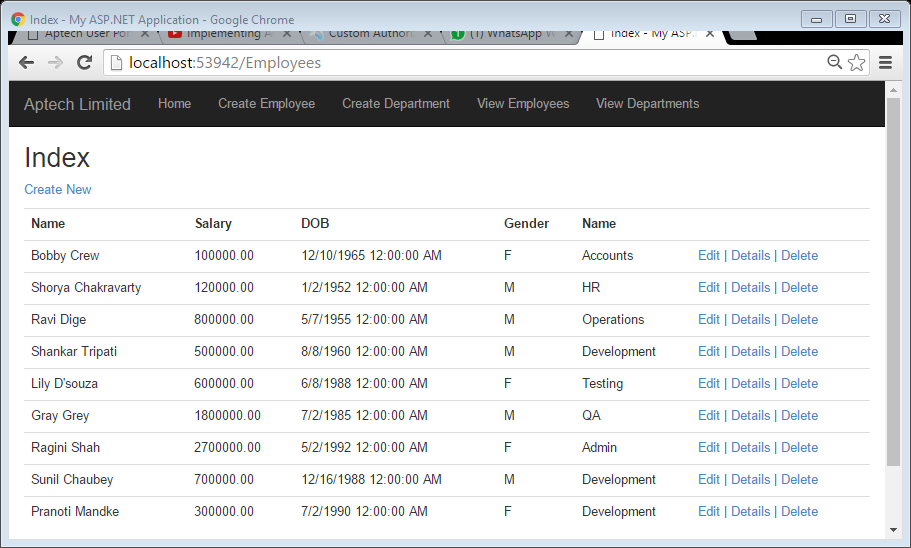 Index - My ASP.NET Application - Google Chrome
Aptech User Por Implementing A Custom Author (1) WhatsApp W Index - My ASP.
localhost:53942/Employees
Aptech Limited Home Create Employee Create Department View Employees View Departments
Index
Create New
Name Salary DOB Gender Name
Bobby Crew 100000.00 12/10/1965 12:00:00 AM F Accounts Edit | Details | Delete
Shorya Chakravarty 120000.00 1/2/1952 12:00:00 AM M HR Edit | Details | Delete
Ravi Dige 800000.00 5/7/1955 12:00:00 AM M Operations Edit | Details | Delete
Shankar Tripati 500000.00 8/8/1960 12:00:00 AM M Development Edit | Details | Delete
Lily D'souza 600000.00 6/8/1988 12:00:00 AM F Testing Edit | Details | Delete
Gray Grey 1800000.00 7/2/1985 12:00:00 AM M QA Edit | Details | Delete
Ragini Shah 2700000.00 5/2/1992 12:00:00 AM F Admin Edit | Details | Delete
Sunil Chaubey 700000.00 12/16/1988 12:00:00 AM M Development Edit | Details | Delete
Pranoti Mandke 300000.00 7/2/1990 12:00:00 AM F Development Edit | Details | Delete